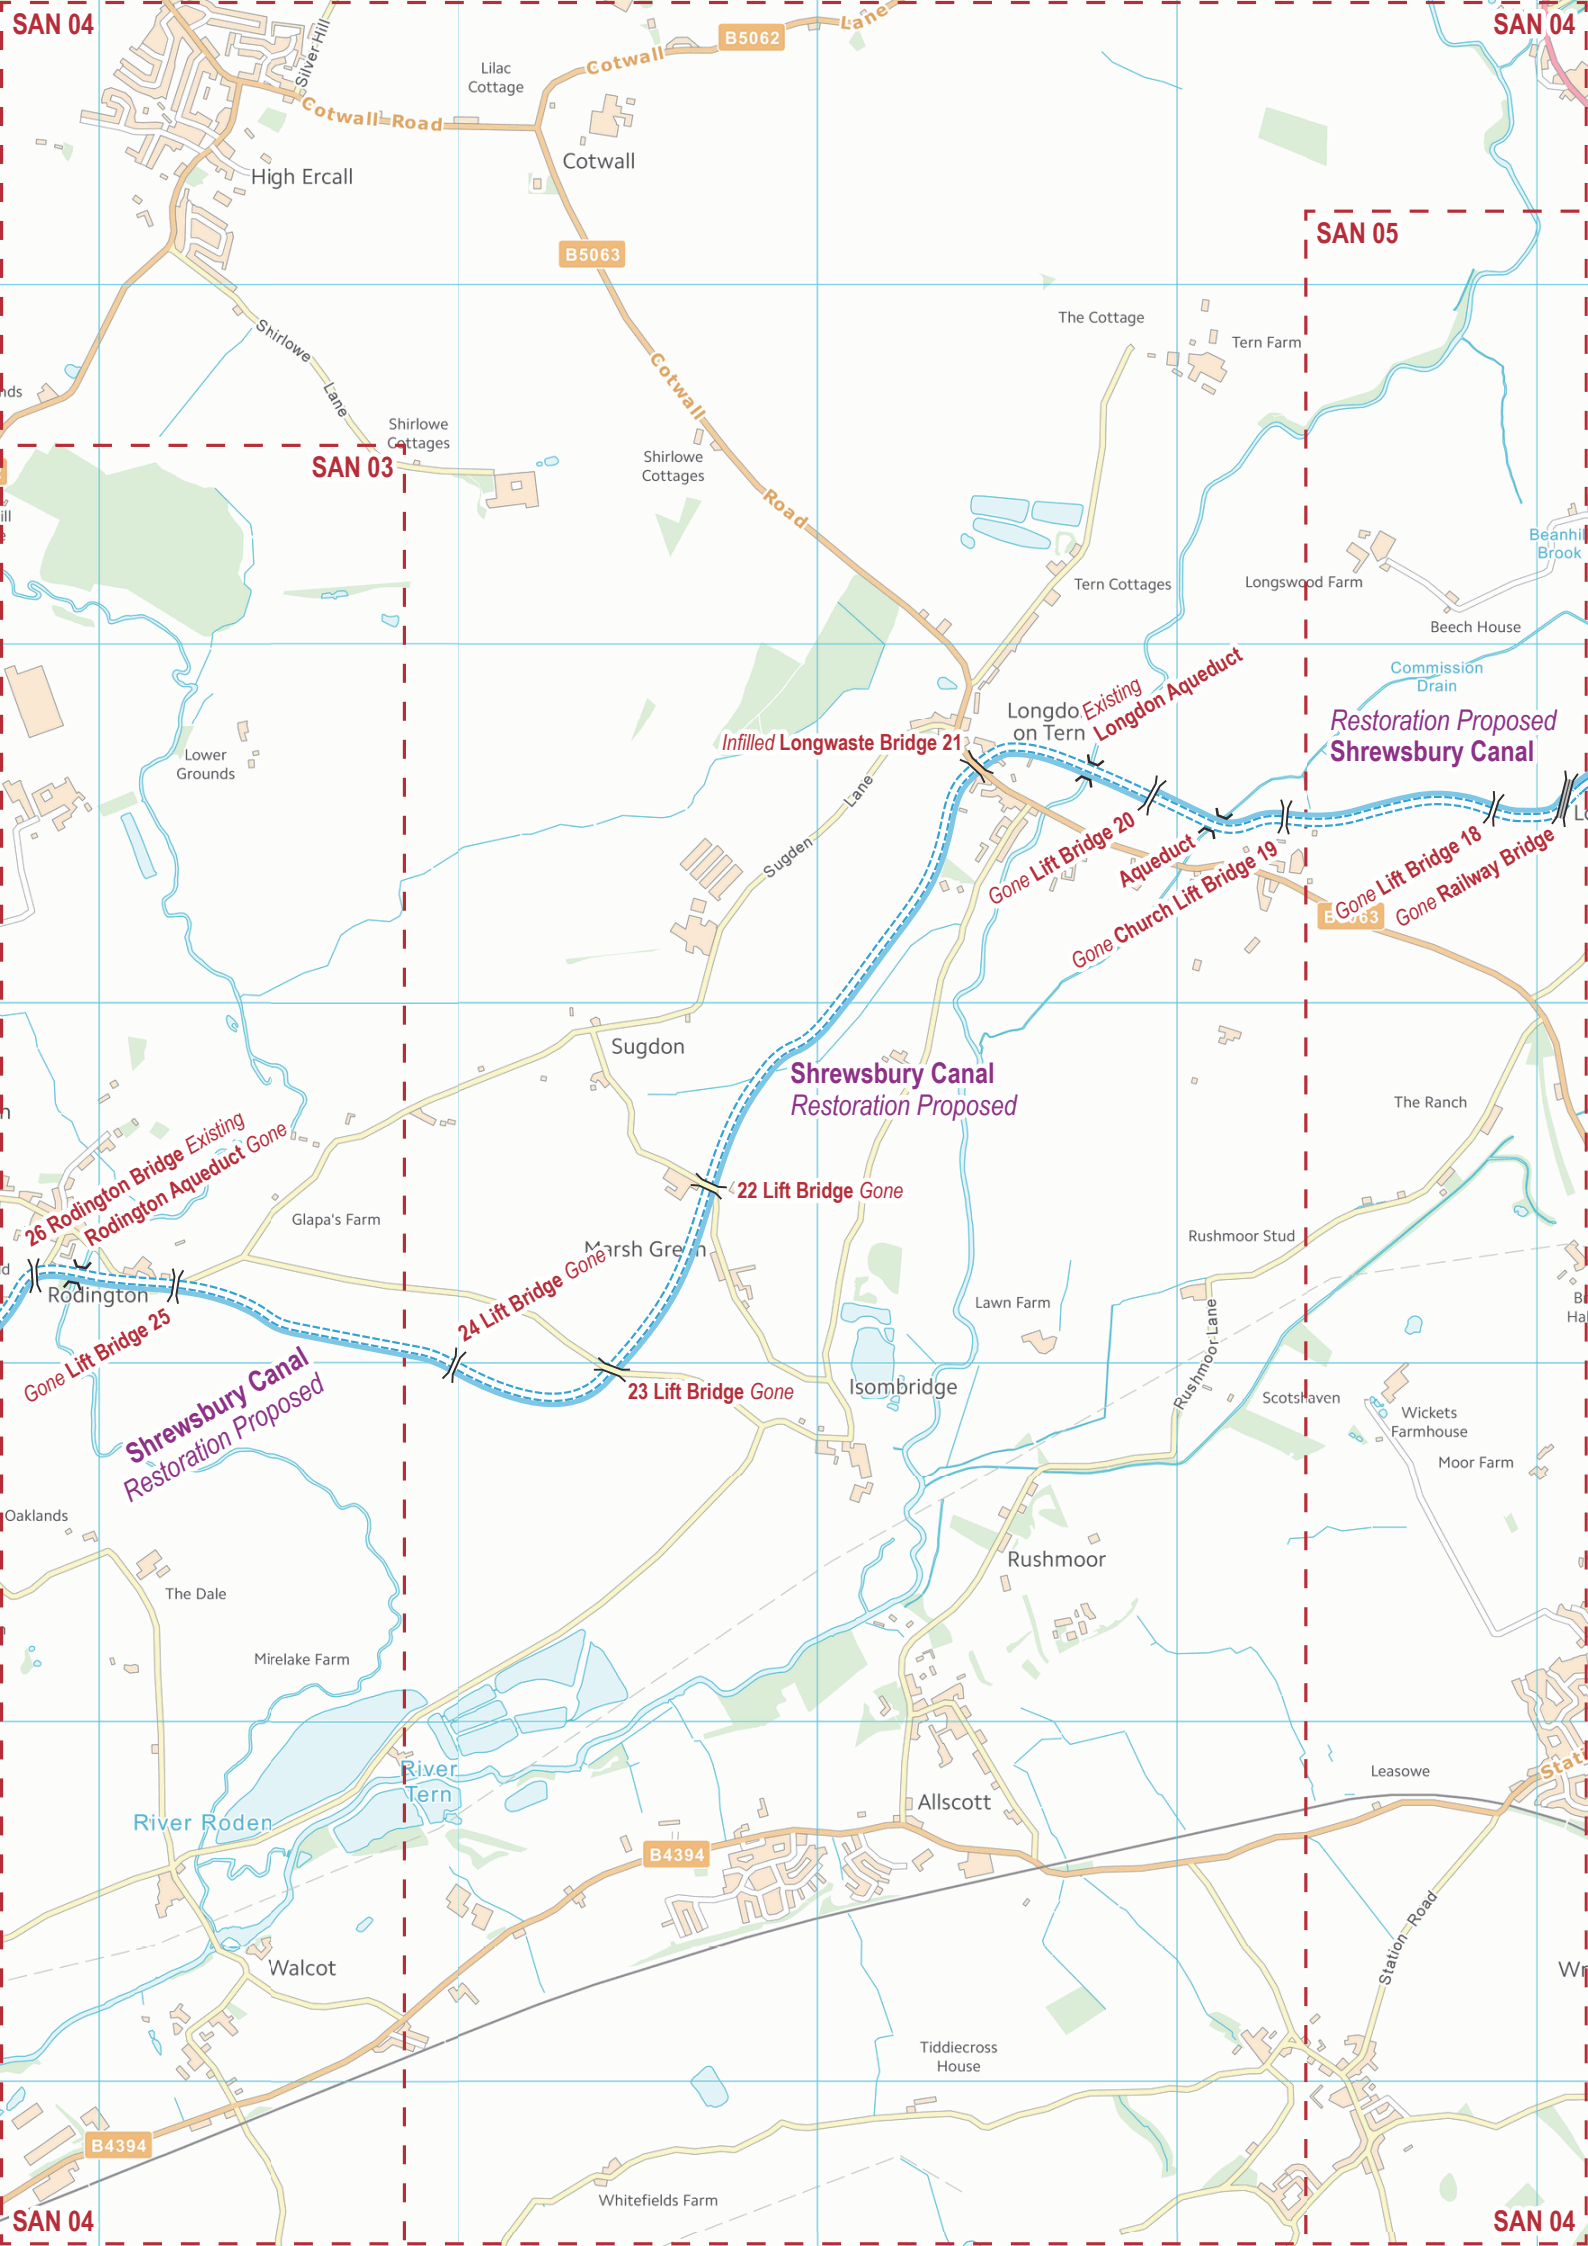 SAN 04
SAN 04
Silver Hill
B5062
Cotwall Lane
Lilac
Cottage
Cotwall Road
Cotwall
High Ercall
B5063
SAN 05
The Cottage
Tern Farm
Shirlowe Lane
Cotwall Road
Shirlowe
Cottages
SAN 03
Shirlowe
Cottages
Beanhill
Brook
Tern Cottages
Longswood Farm
Beech House
Commission
Drain
Existing
Longdon Aqueduct
on Tern
Restoration Proposed
Shrewsbury Canal
Infilled Longwaste Bridge 21
Lower
Grounds
Sugden Lane
Gone Lift Bridge 20
Aqueduct
Gone Church Lift Bridge 19
Gone Lift Bridge 18
Gone Railway Bridge
Sugdon
Shrewsbury Canal
Restoration Proposed
The Ranch
26 Rodington Bridge Existing
Rodington Aqueduct Gone
22 Lift Bridge Gone
Glapa's Farm
Rushmoor Stud
Marsh Green
24 Lift Bridge Gone
Rodington
Lawn Farm
Rushmoor Lane
Gone Lift Bridge 25
23 Lift Bridge Gone
Isombridge
Shrewsbury Canal
Restoration Proposed
Scotshaven
Wickets
Farmhouse
Moor Farm
Oaklands
Rushmoor
The Dale
Mirelake Farm
River
Tern
River Roden
Leasowe
Allscott
B4394
Station Road
Walcot
Tiddiecross
House
B4394
Whitefields Farm
SAN 04
SAN 04